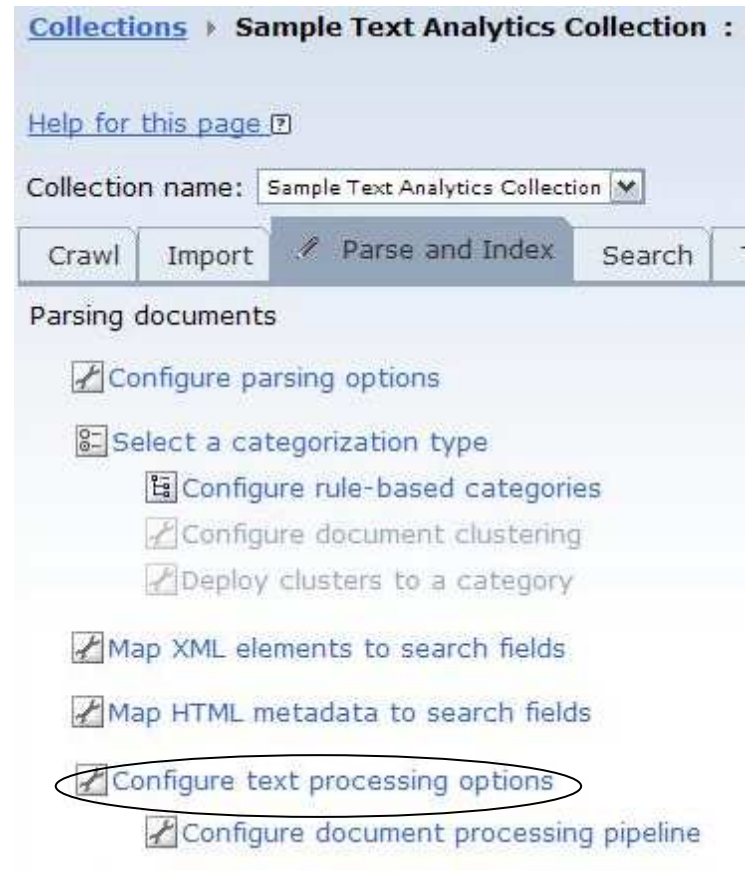 Collections ▸ Sample Text Analytics Collection :
Help for this page ?
Collection name: Sample Text Analytics Collection
Crawl Import Parse and Index Search
Parsing documents
Configure parsing options
Select a categorization type
Configure rule-based categories
Configure document clustering
Deploy clusters to a category
Map XML elements to search fields
Map HTML metadata to search fields
Configure text processing options
Configure document processing pipeline